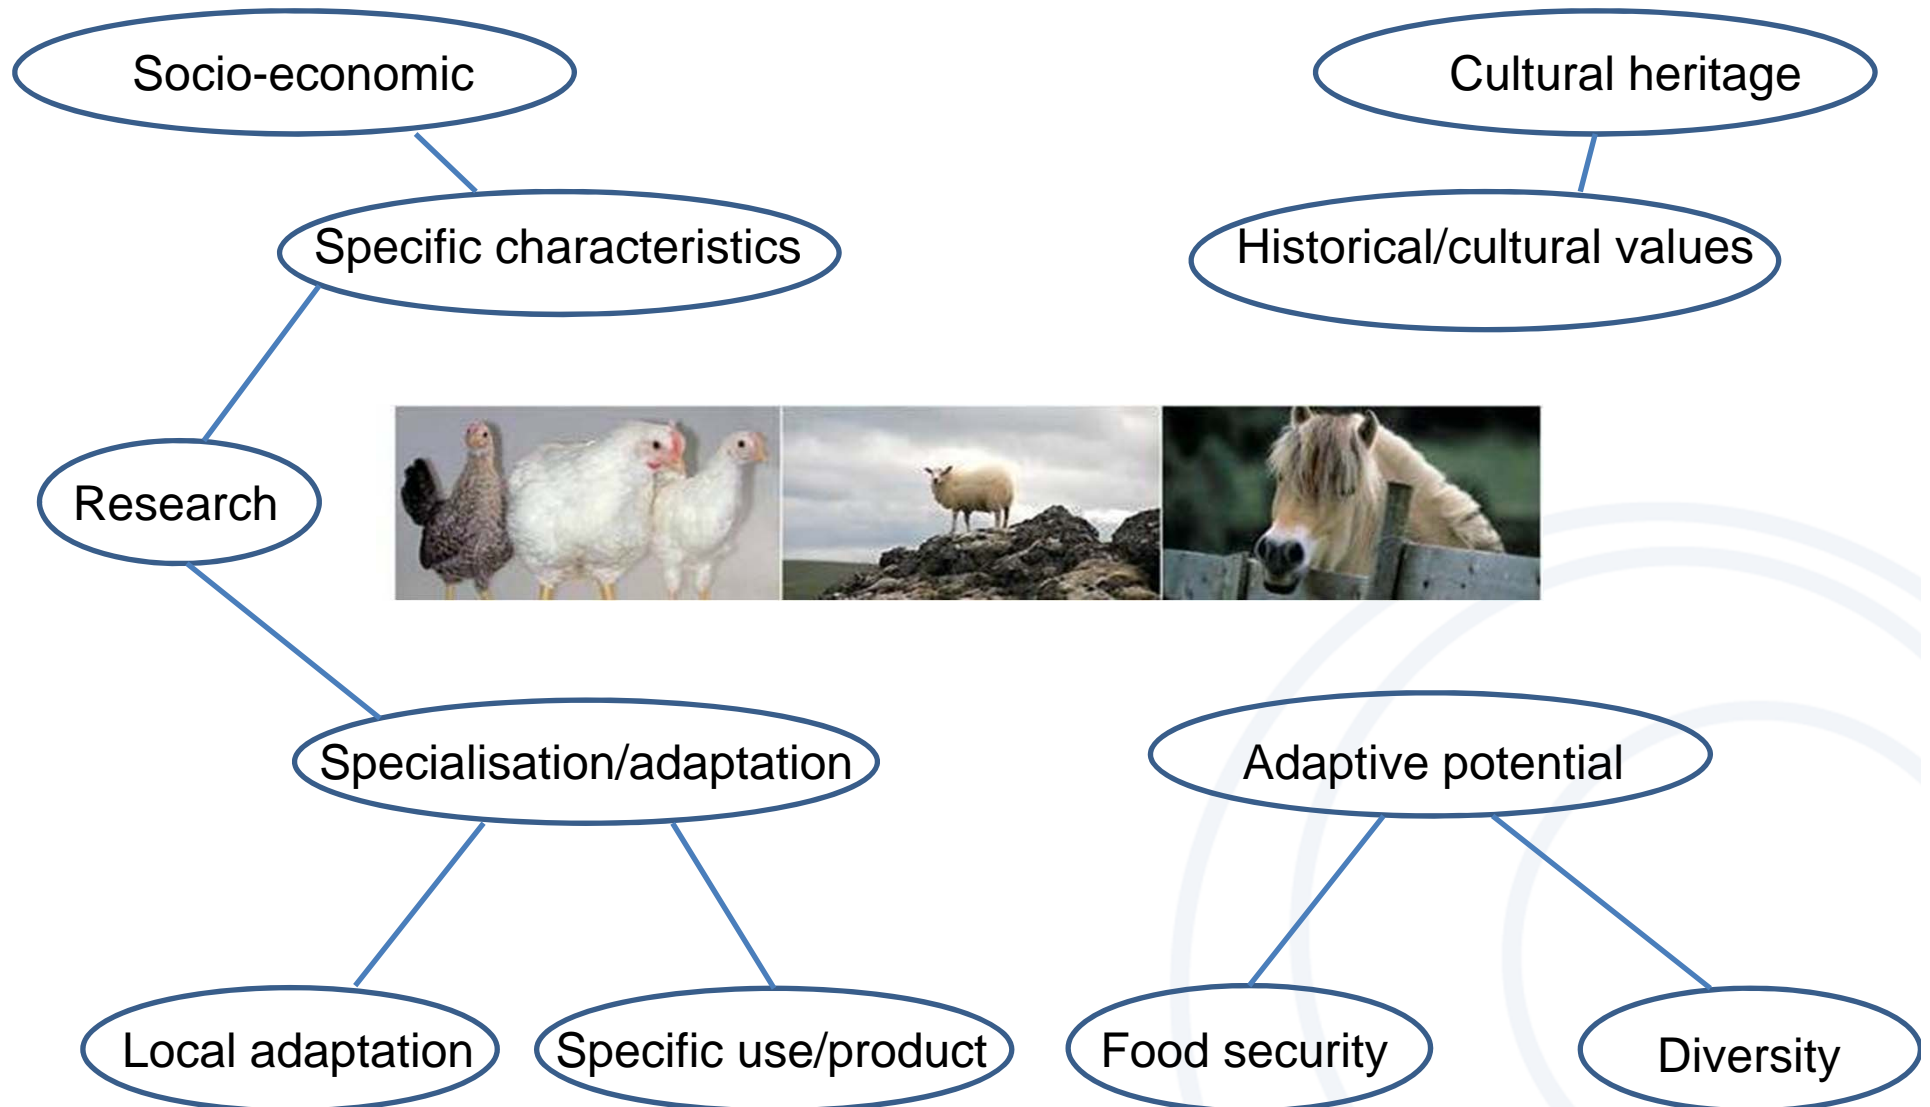 Socio-economic
Cultural heritage
Specific characteristics
Historical/cultural values
Research
Specialisation/adaptation
Adaptive potential
Local adaptation
Specific use/product
Food security
Diversity